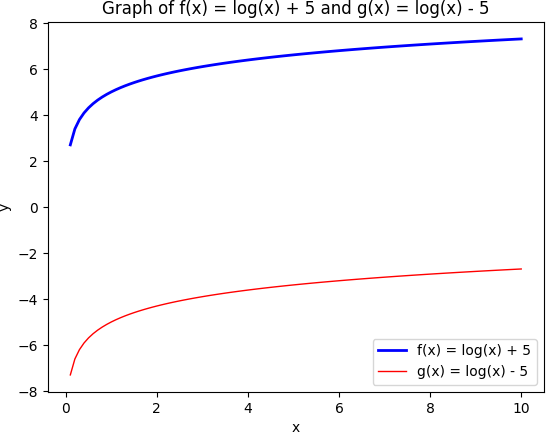 Graph of f(x) = log(x) + 5 and g(x) = log(x) - 5
8
6
4
2
0
−2
−4
−6
−8
y
f(x) = log(x) + 5
g(x) = log(x) - 5
0 2 4 6 8 10
x